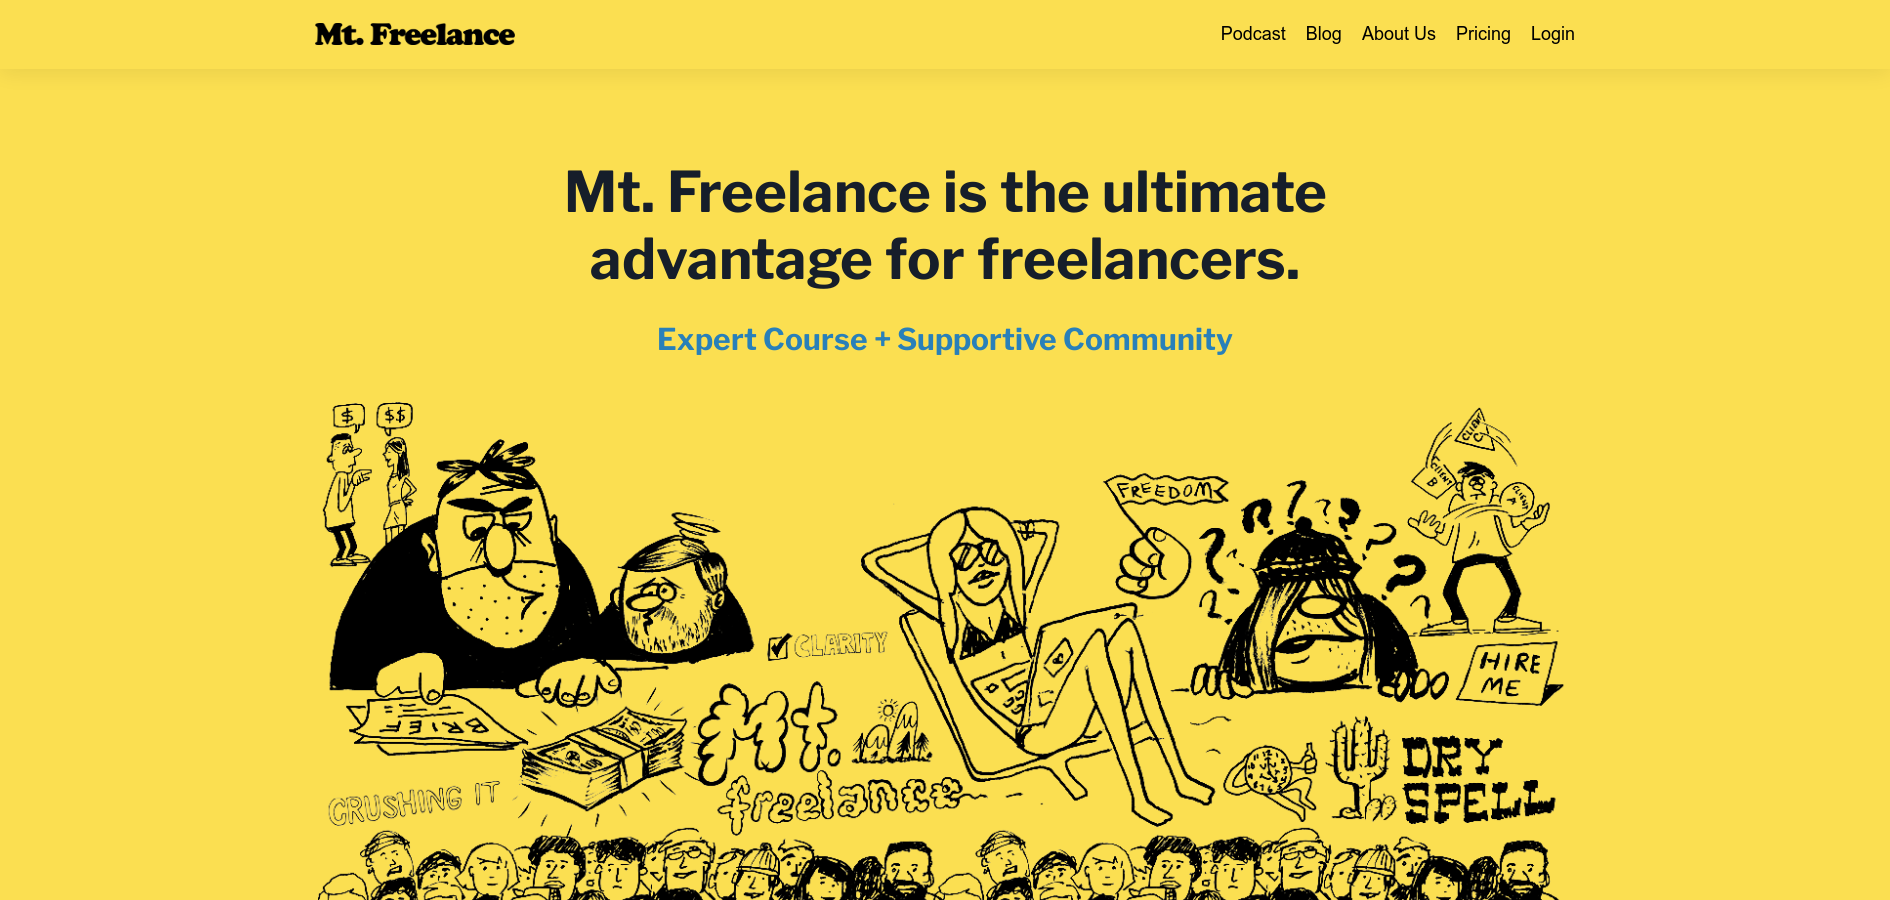 Mt. Freelance
Podcast Blog About Us Pricing Login
Mt. Freelance is the ultimate
advantage for freelancers.
Expert Course + Supportive Community
$ $$
FREEDOM
CLIENT
C
CLIENT
B
CLIENT
A
CLARITY
HIRE
ME
BRIEF
Mt.
freelance
CRUSHING IT
DRY
SPELL